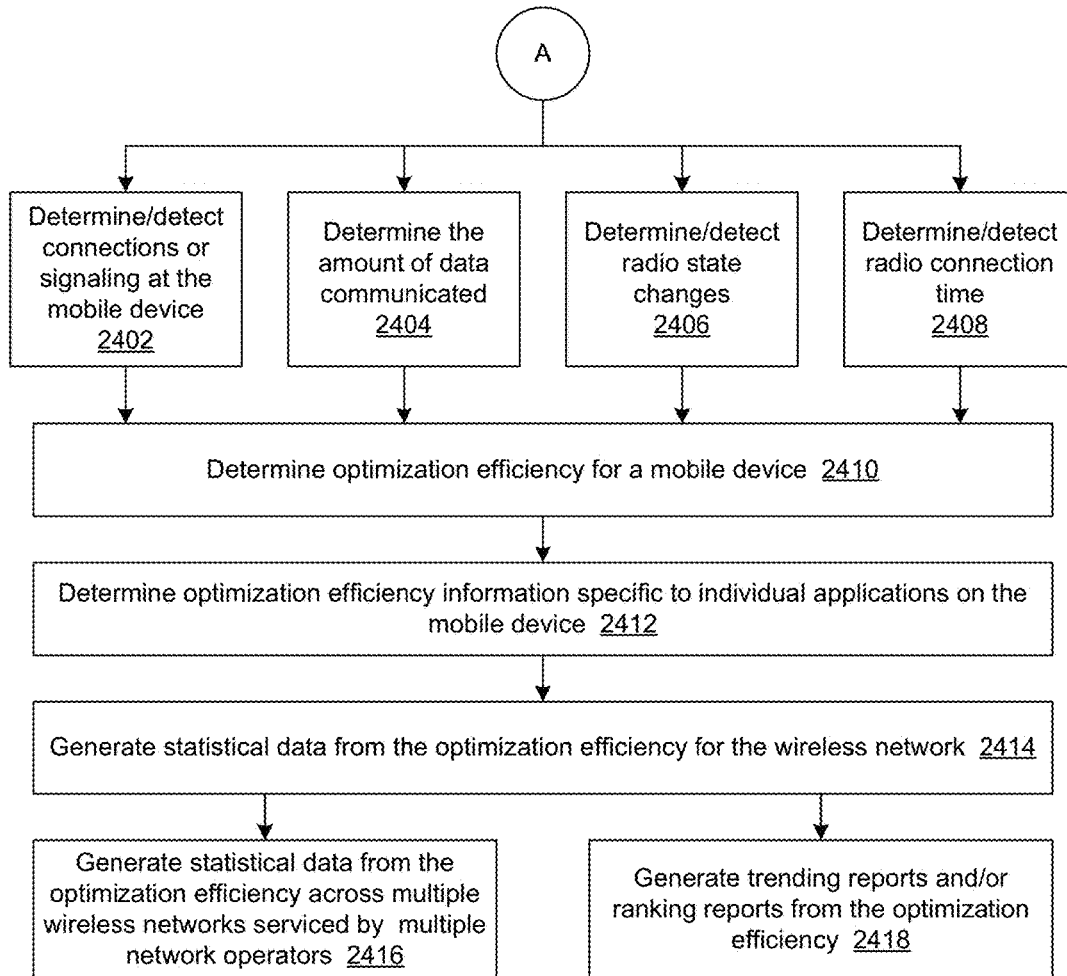 A
Determine/detect
connections or
signaling at the
mobile device
2402
Determine the
amount of data
communicated
2404
Determine/detect
radio state
changes
2406
Determine/detect
radio connection
time
2408
Determine optimization efficiency for a mobile device 2410
Determine optimization efficiency information specific to individual applications on the
mobile device 2412
Generate statistical data from the optimization efficiency for the wireless network 2414
Generate statistical data from the
optimization efficiency across multiple
wireless networks serviced by multiple
network operators 2416
Generate trending reports and/or
ranking reports from the optimization
efficiency 2418